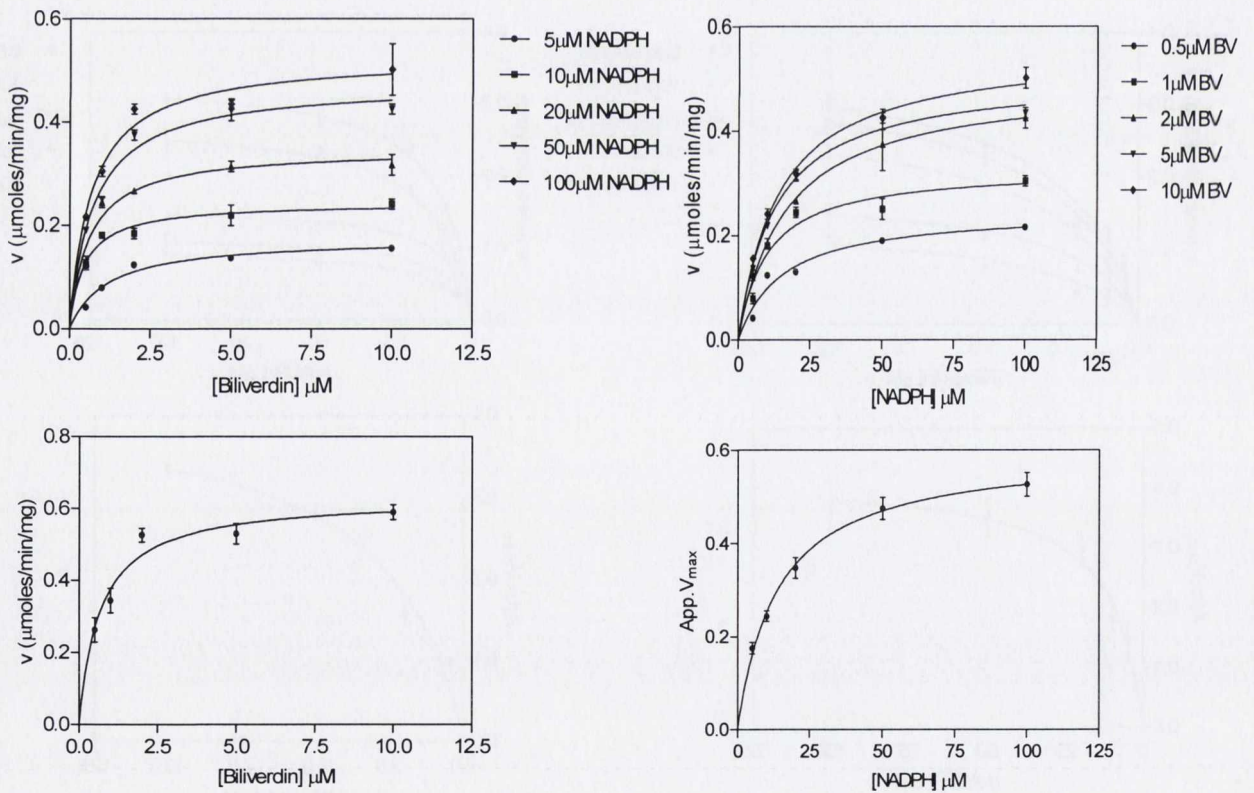 0.6
0.4
0.2
0.0
v (μmoles/min/mg)
0.0 2.5 5.0 7.5 10.0 12.5
[Biliverdin] μM
5μM NADPH
10μM NADPH
20μM NADPH
50μM NADPH
100μM NADPH
0.6
0.4
0.2
0.0
v (μmoles/min/mg)
0 25 50 75 100 125
[NADPH] μM
0.5μM BV
1μM BV
2μM BV
5μM BV
10μM BV
0.8
0.6
0.4
0.2
0.0
v (μmoles/min/mg)
0.0 2.5 5.0 7.5 10.0 12.5
[Biliverdin] μM
0.6
0.4
0.2
0.0
App.Vmax
0 25 50 75 100 125
[NADPH] μM